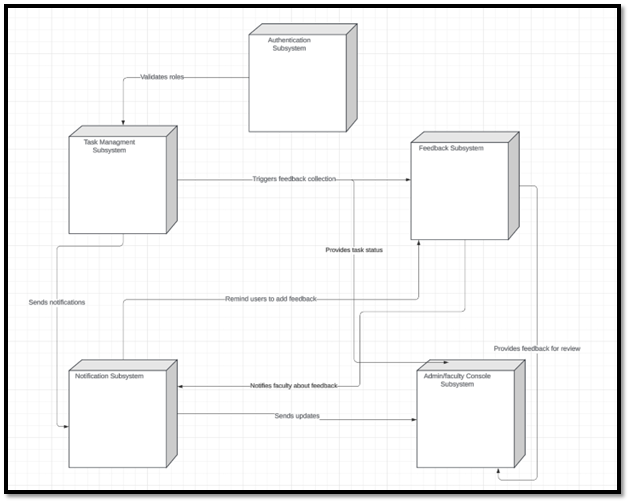 Authentication
Subsystem
Validates roles
Task Managment
Subsystem
Feedback Subsystem
Triggers feedback collection
Provides task status
Sends notifications
Remind users to add feedback
Provides feedback for review
Notification Subsystem
Admin/faculty Console
Subsystem
Notifies faculty about feedback
Sends updates